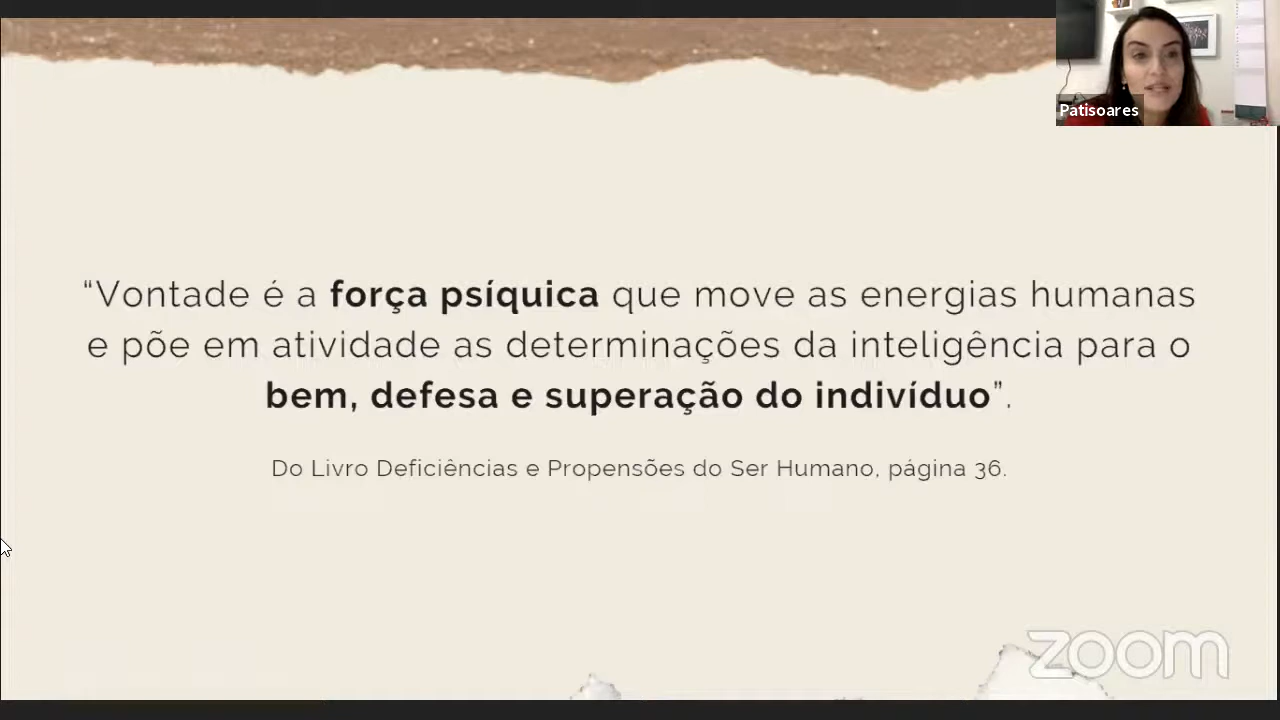 Patisoares
“Vontade é a força psíquica que move as energias humanas
e põe em atividade as determinações da inteligência para o
bem, defesa e superação do indivíduo”.
Do Livro Deficiências e Propensões do Ser Humano, página 36.
zoom